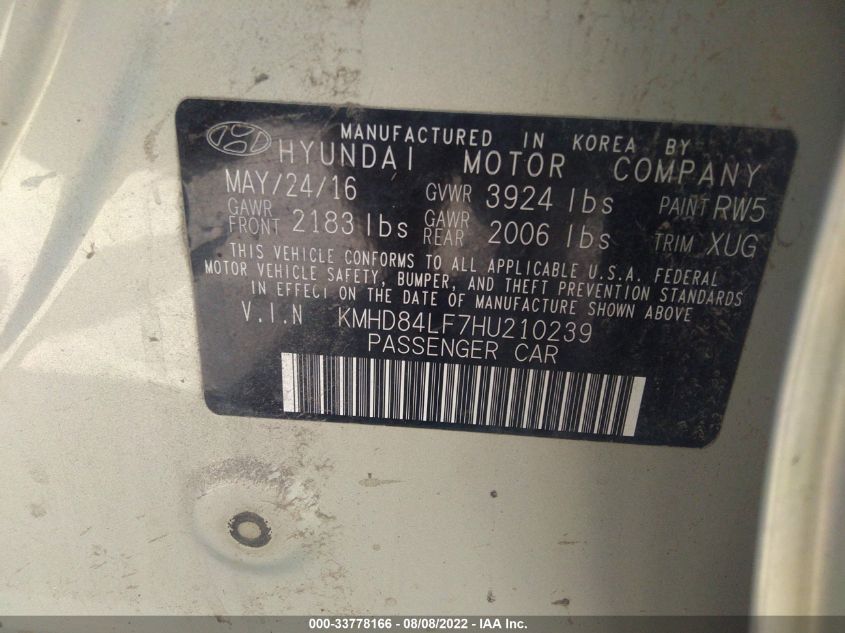 MANUFACTURED IN KOREA BY
HYUNDAI MOTOR COMPANY
MAY/24/16 GVWR 3924 lbs PAINT RW5
GAWR FRONT 2183 lbs GAWR REAR 2006 lbs TRIM XUG
THIS VEHICLE CONFORMS TO ALL APPLICABLE U.S.A. FEDERAL
MOTOR VEHICLE SAFETY, BUMPER, AND THEFT PREVENTION STANDARDS
IN EFFECT ON THE DATE OF MANUFACTURE SHOWN ABOVE
V.I.N KMHD84LF7HU210239
PASSENGER CAR
000-33778166 - 08/08/2022 - IAA Inc.